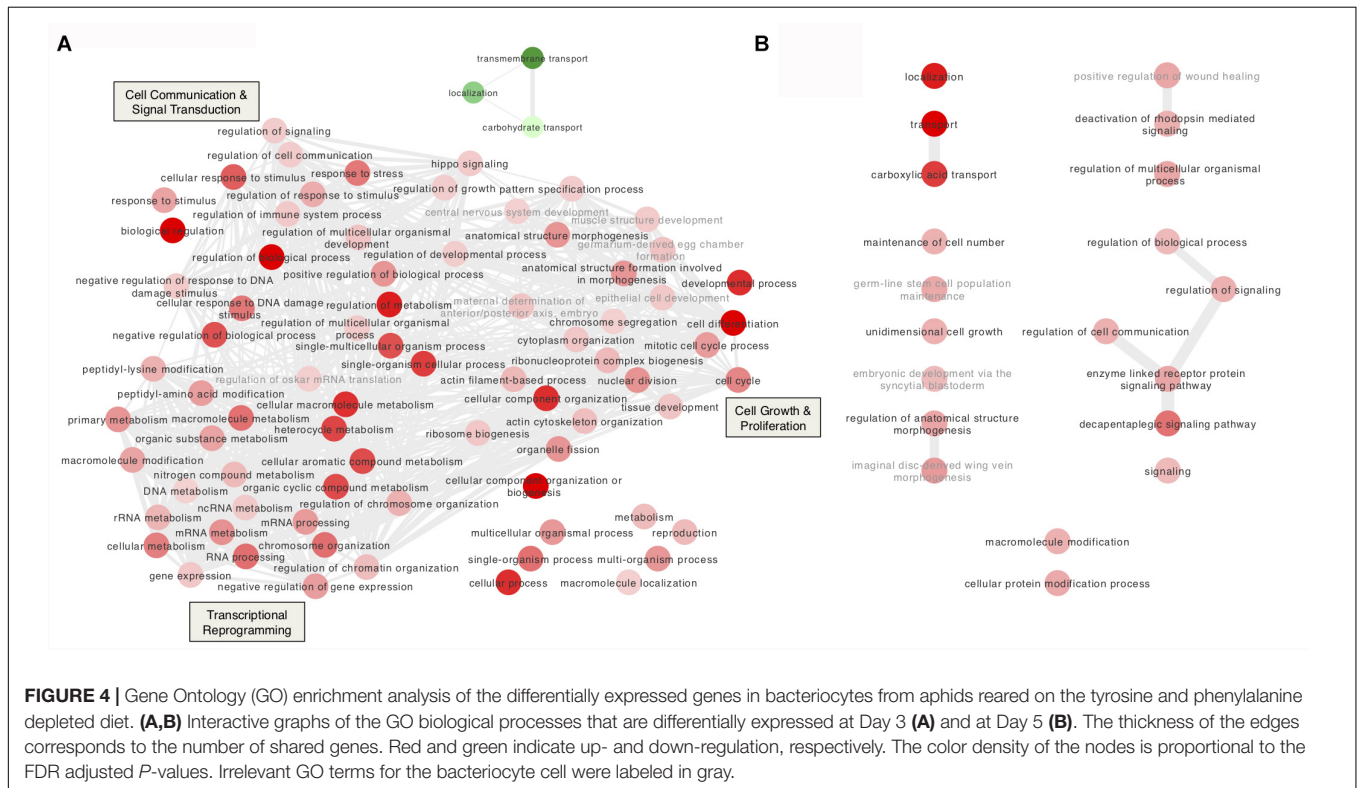 A
B
transmembrane transport
localization
carbohydrate transport
Cell Communication &
Signal Transduction
regulation of signaling
regulation of cell communication
hippo signaling
cellular response to stimulus
response to stress
response to stimulus
regulation of response to stimulus
regulation of growth
pattern specification process
regulation of immune system process
central nervous system development
muscle structure development
biological regulation
regulation of multicellular organismal
development
anatomical structure morphogenesis
germarium-derived egg chamber
formation
regulation of biological process
regulation of developmental process
positive regulation of biological process
anatomical structure formation involved
in morphogenesis
developmental process
negative regulation of response to DNA
damage stimulus
cellular response to DNA damage
stimulus
regulation of metabolism
maternal determination of
anterior/posterior axis, embryo
epithelial cell development
regulation of multicellular organismal
process
chromosome segregation
cell differentiation
negative regulation of biological process
single-multicellular organism process
cytoplasm organization
mitotic cell cycle process
single-organism cellular process
ribonucleoprotein complex biogenesis
peptidyl-lysine modification
regulation of oskar mRNA translation
actin filament-based process
nuclear division
cell cycle
peptidyl-amino acid modification
cellular macromolecule metabolism
cellular component organization
tissue development
Cell Growth &
Proliferation
primary metabolism
macromolecule metabolism
heterocycle metabolism
actin cytoskeleton organization
organic substance metabolism
ribosome biogenesis
organelle fission
macromolecule modification
cellular aromatic compound metabolism
nitrogen compound metabolism
organic cyclic compound metabolism
cellular component organization or
biogenesis
DNA metabolism
ncRNA metabolism
regulation of chromosome organization
rRNA metabolism
mRNA processing
mRNA metabolism
multicellular organismal process
metabolism
reproduction
cellular metabolism
RNA processing
chromosome organization
single-organism process
multi-organism process
gene expression
regulation of chromatin organization
cellular process
macromolecule localization
negative regulation of gene expression
Transcriptional
Reprogramming
localization
transport
carboxylic acid transport
maintenance of cell number
germ-line stem cell population
maintenance
unidimensional cell growth
embryonic development via the
syncytial blastoderm
regulation of anatomical structure
morphogenesis
imaginal disc-derived wing vein
morphogenesis
positive regulation of wound healing
deactivation of rhodopsin mediated
signaling
regulation of multicellular organismal
process
regulation of biological process
regulation of signaling
regulation of cell communication
enzyme linked receptor protein
signaling pathway
decapentaplegic signaling pathway
signaling
macromolecule modification
cellular protein modification process
FIGURE 4 | Gene Ontology (GO) enrichment analysis of the differentially expressed genes in bacteriocytes from aphids reared on the tyrosine and phenylalanine
depleted diet. (A,B) Interactive graphs of the GO biological processes that are differentially expressed at Day 3 (A) and at Day 5 (B). The thickness of the edges
corresponds to the number of shared genes. Red and green indicate up- and down-regulation, respectively. The color density of the nodes is proportional to the
FDR adjusted P-values. Irrelevant GO terms for the bacteriocyte cell were labeled in gray.